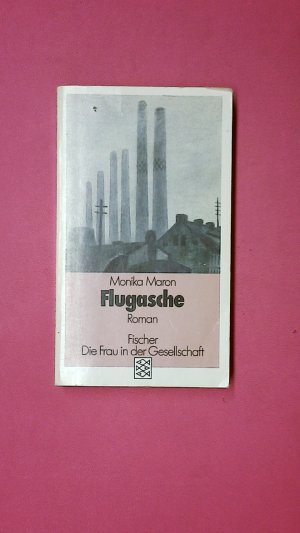 Monika Maron
Flugasche
Roman
Fischer
Die Frau in der Gesellschaft